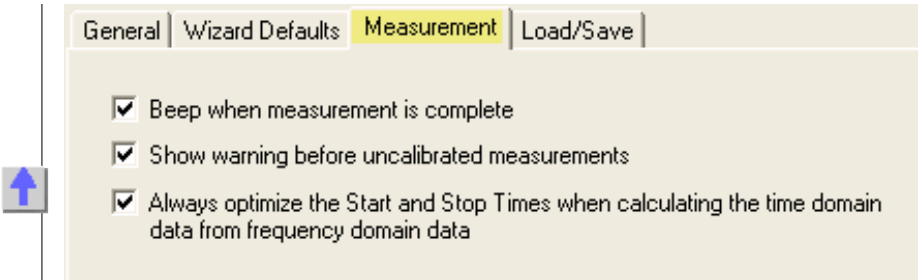 General
Wizard Defaults
Measurement
Load/Save
Beep when measurement is complete
Show warning before uncalibrated measurements
Always optimize the Start and Stop Times when calculating the time domain
data from frequency domain data